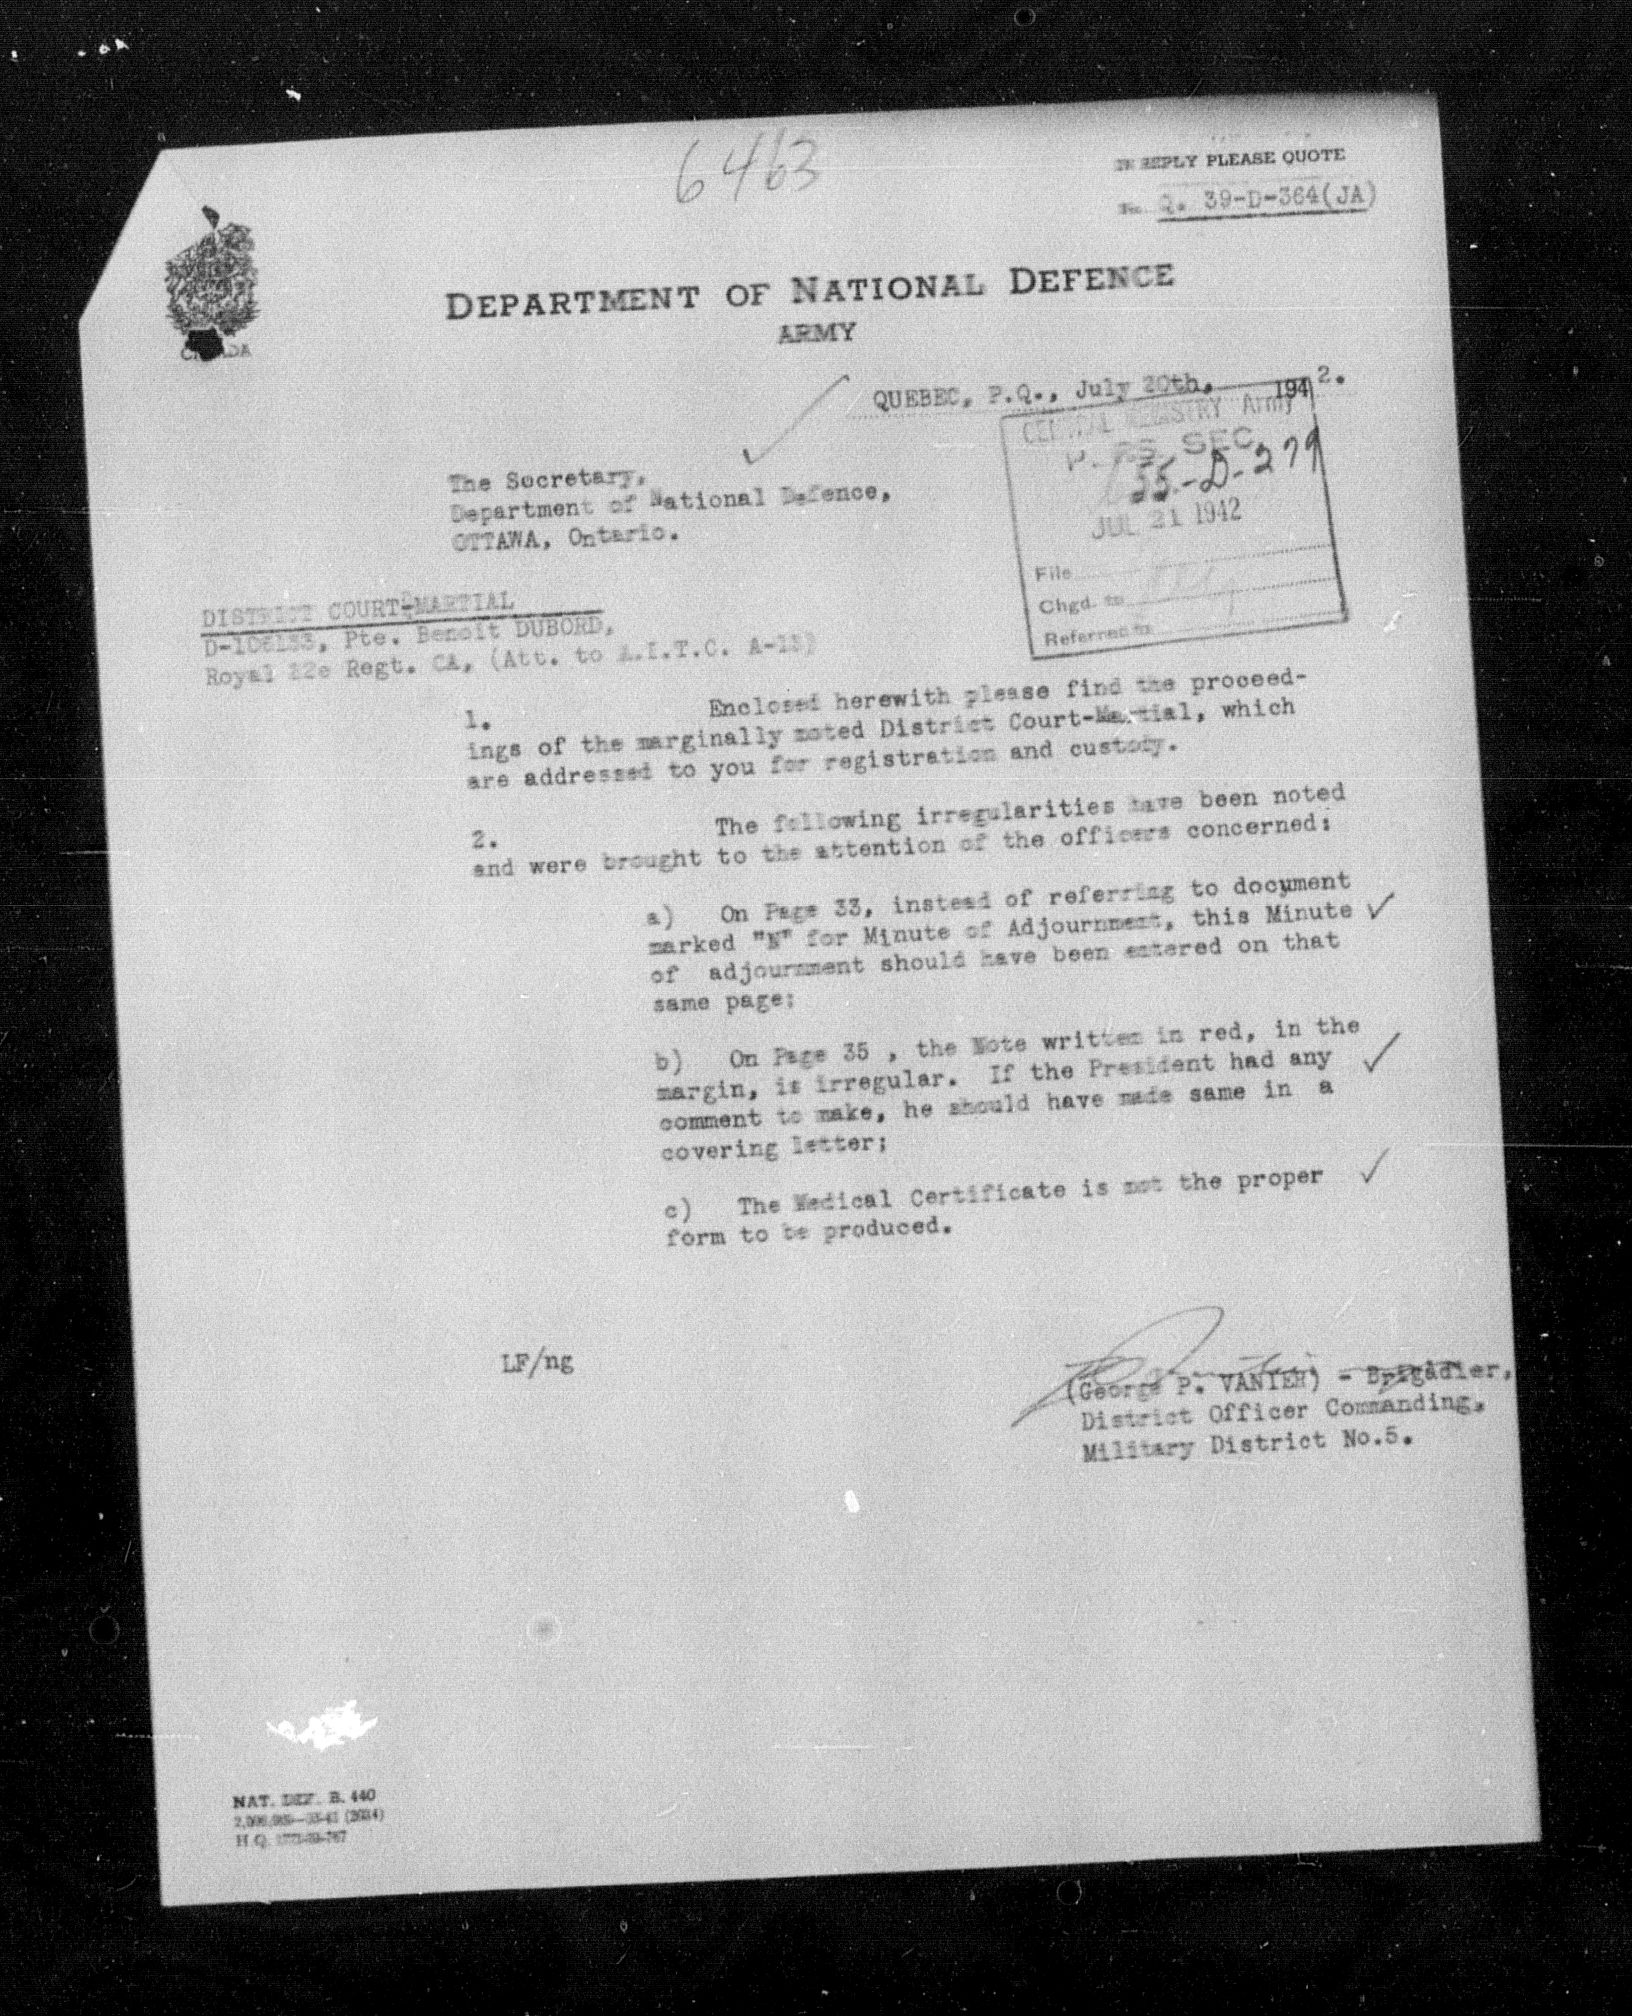 6463
IN REPLY PLEASE QUOTE
No. Q. 39-D-364(JA)
DEPARTMENT OF NATIONAL DEFENCE
ARMY
CANADA
QUEBEC, P.Q., July 20th, 1942.
CENTRAL REGISTRY Army
SEC.
55-D-279
JUL 21 1942
File
Chgd. to
Referred to
The Secretary,
Department of National Defence,
OTTAWA, Ontario.
DISTRICT COURT-MARTIAL
Pte. Benoit DUBORD,
Royal 22e Regt. CA, (Att. to A.I.T.C.
1. Enclosed herewith please find the proceed-
ings of the marginally noted District Court-Martial, which
are addressed to you for registration and custody.
2. The following irregularities have been noted
and were brought to the attention of the officers concerned:
a) On Page 33, instead of referring to document
marked "N" for Minute of Adjournment, this Minute
of adjournment should have been entered on that
same page;
b) On Page 35 , the Note written in red, in the
margin, is irregular. If the President had any
comment to make, he should have made same in a
covering letter;
c) The Medical Certificate is not the proper
form to be produced.
LF/ng
(George P. VANIER) - Brigadier,
District Officer Commanding,
Military District No.5.
NAT. DEF. B. 440
H.Q.